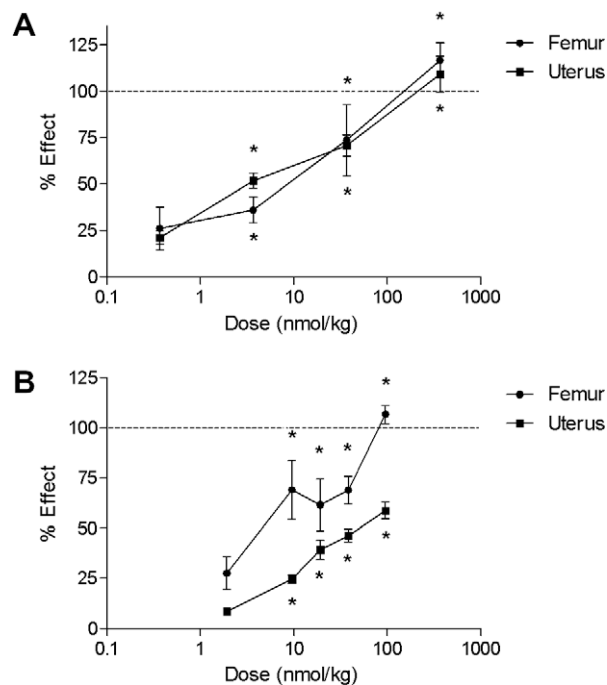 A
Femur
Uterus
125
100
75
50
25
0
% Effect
* * * * * *
0.1 1 10 100 1000
Dose (nmol/kg)
B
Femur
Uterus
125
100
75
50
25
0
% Effect
* * * * * * * *
0.1 1 10 100 1000
Dose (nmol/kg)